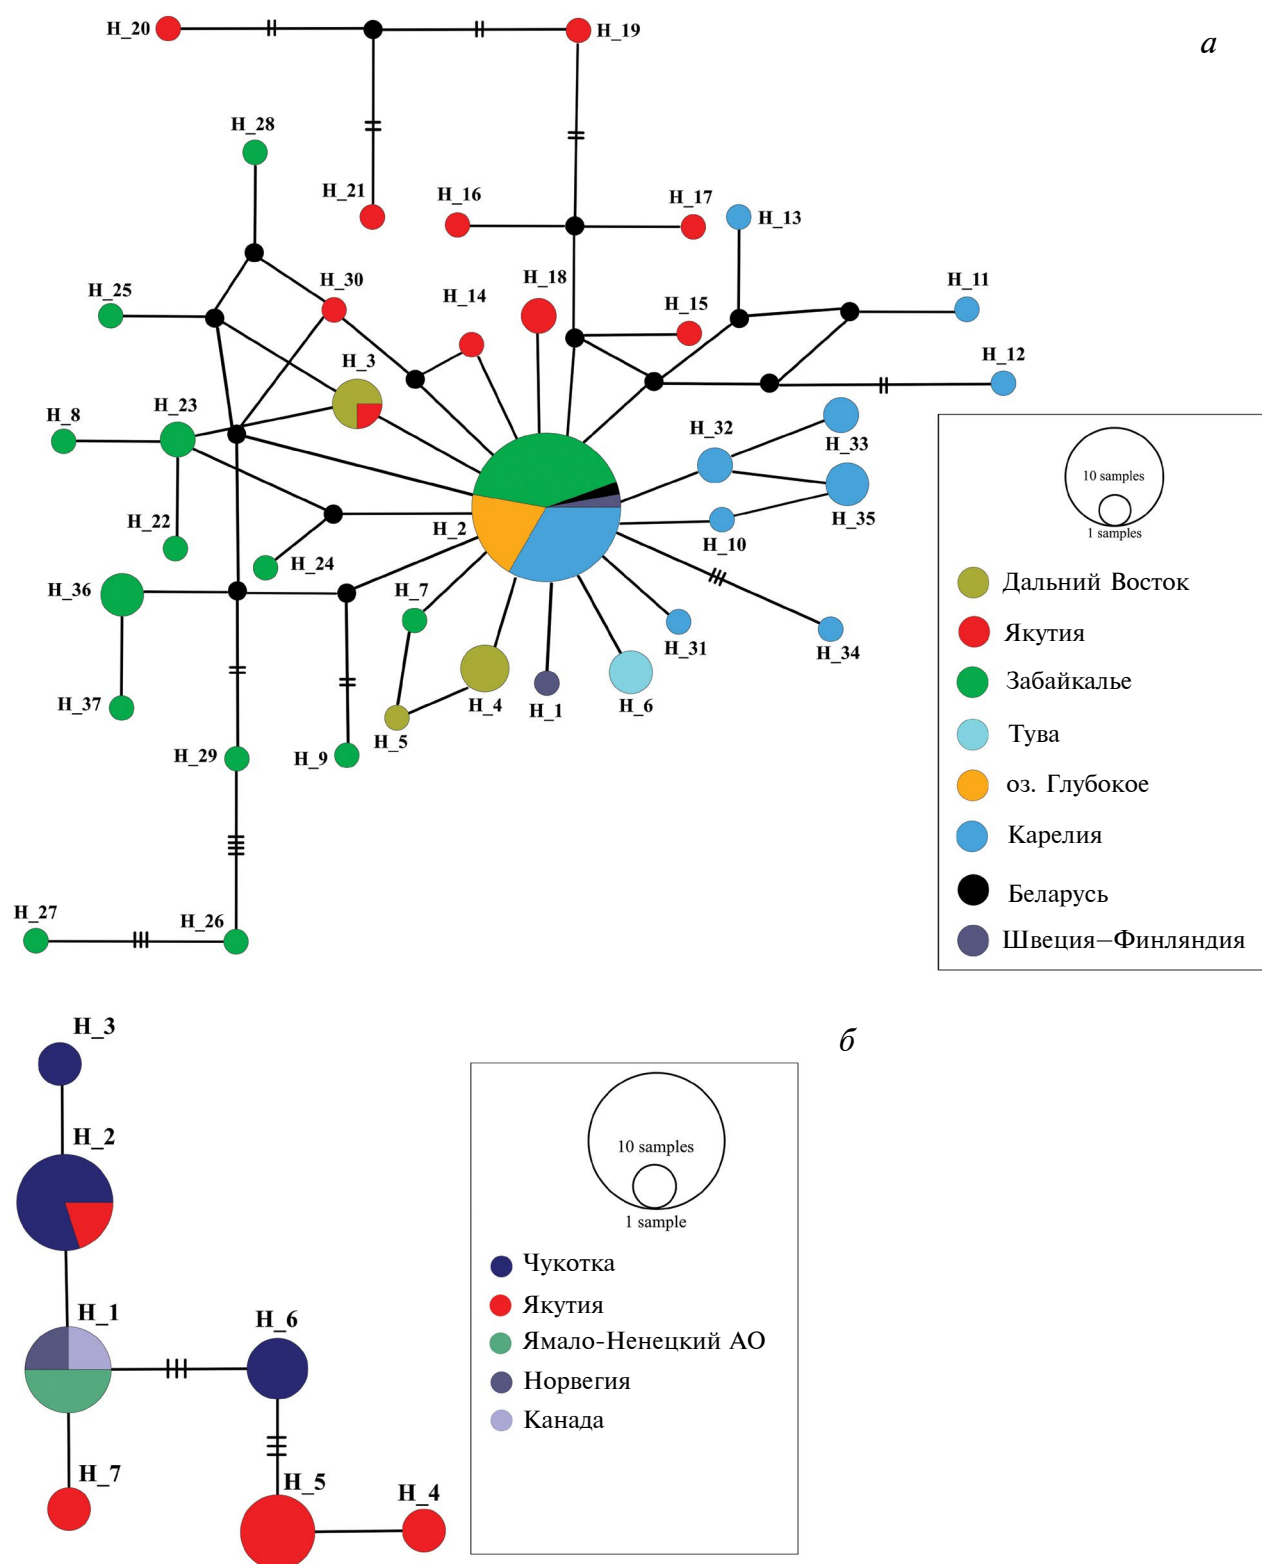 H_20
H_19
а
H_28
H_21
H_16
H_17
H_13
H_25
H_30
H_14
H_18
H_15
H_11
H_3
H_12
H_8
H_23
H_32
H_33
H_22
H_24
H_2
H_10
H_35
H_36
H_7
H_31
H_34
H_37
H_4
H_1
H_6
H_5
H_29
H_9
H_27
H_26
10 samples
1 samples
Дальний Восток
Якутия
Забайкалье
Тува
оз. Глубокое
Карелия
Беларусь
Швеция–Финляндия
H_3
б
H_2
H_1
H_6
H_7
H_5
H_4
10 samples
1 sample
Чукотка
Якутия
Ямало-Ненецкий АО
Норвегия
Канада